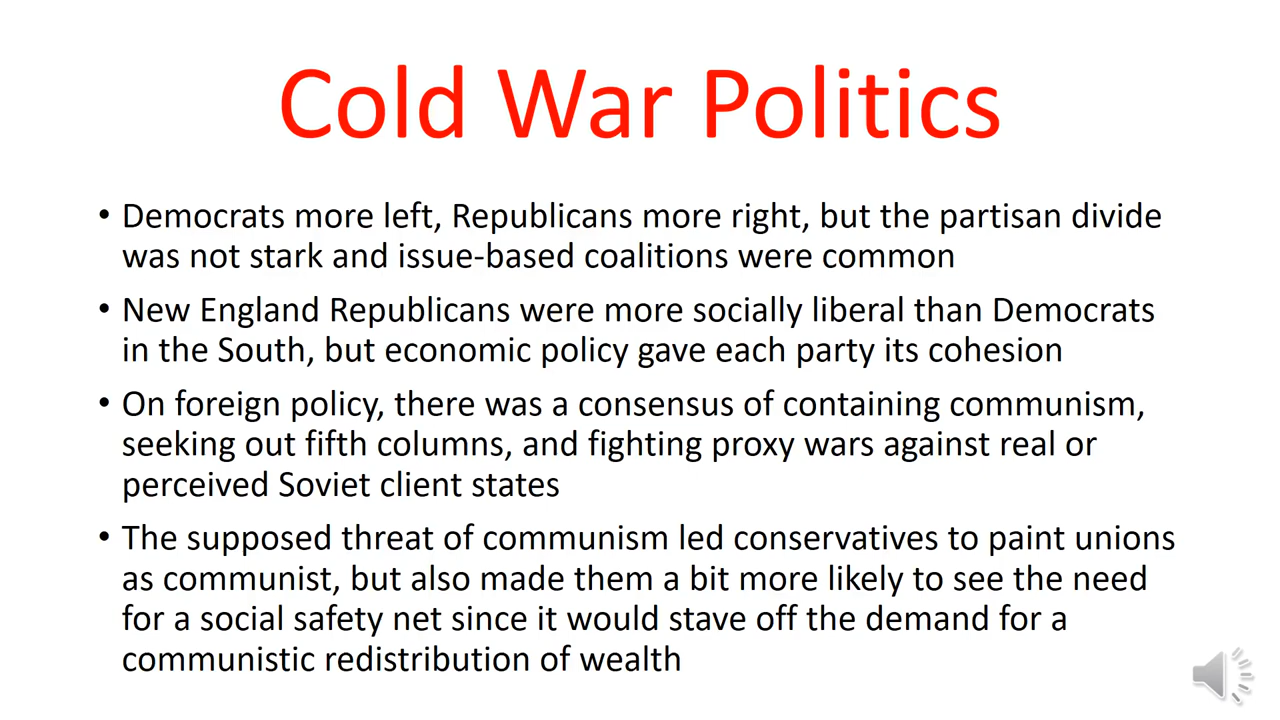 Cold War Politics
• Democrats more left, Republicans more right, but the partisan divide
was not stark and issue-based coalitions were common
• New England Republicans were more socially liberal than Democrats
in the South, but economic policy gave each party its cohesion
• On foreign policy, there was a consensus of containing communism,
seeking out fifth columns, and fighting proxy wars against real or
perceived Soviet client states
• The supposed threat of communism led conservatives to paint unions
as communist, but also made them a bit more likely to see the need
for a social safety net since it would stave off the demand for a
communistic redistribution of wealth